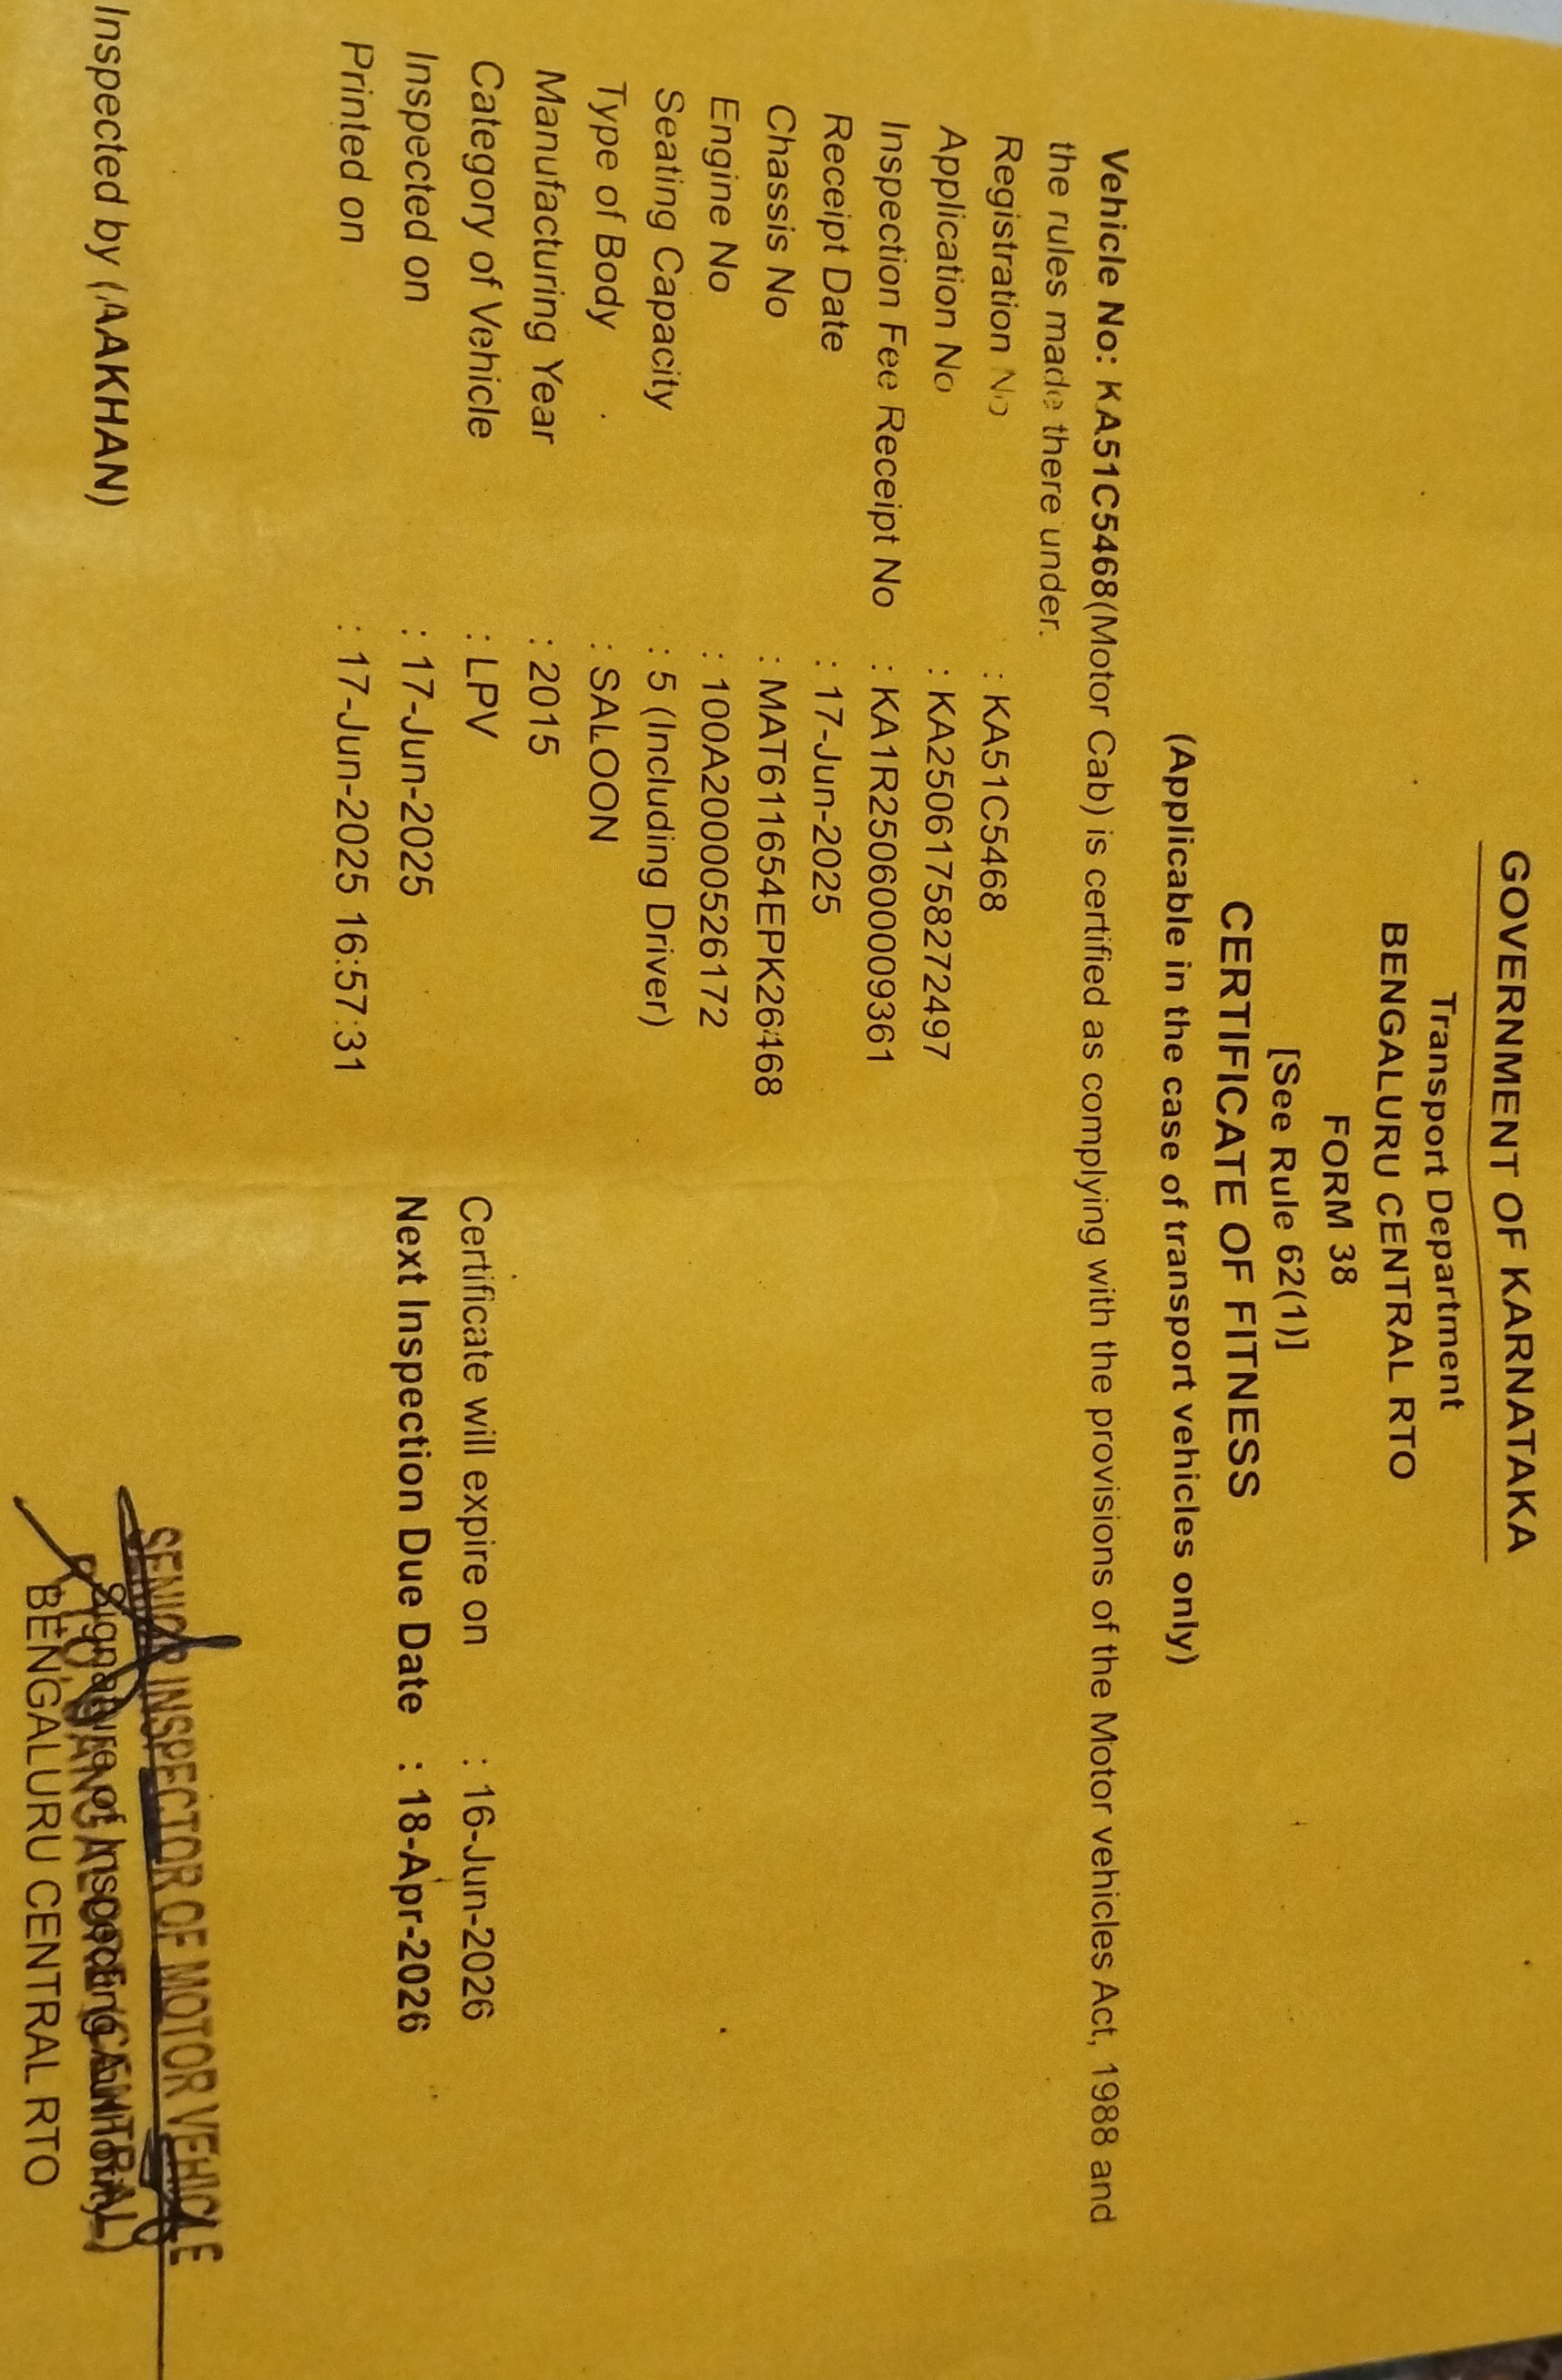 GOVERNMENT OF KARNATAKA
Transport Department
BENGALURU CENTRAL RTO
FORM 38
[See Rule 62(1)]
CERTIFICATE OF FITNESS
(Applicable in the case of transport vehicles only)
Vehicle No: KA51C5468(Motor Cab) is certified as complying with the provisions of the Motor vehicles Act, 1988 and
the rules made there under.
Registration No : KA51C5468
Application No : KA25061758272497
Inspection Fee Receipt No : KA1R250600009361
Receipt Date : 17-Jun-2025
Chassis No : MAT611654EPK26468
Engine No : 100A20000526172
Seating Capacity : 5 (Including Driver)
Type of Body : SALOON
Manufacturing Year : 2015
Category of Vehicle : LPV Certificate will expire on : 16-Jun-2026
Inspected on : 17-Jun-2025 Next Inspection Due Date : 18-Apr-2026
Printed on : 17-Jun-2025 16:57:31
Inspected by (AAKHAN)
SENIOR INSPECTOR OF MOTOR VEHICLE
Signature of Inspecting Authority
BENGALURU CENTRAL RTO